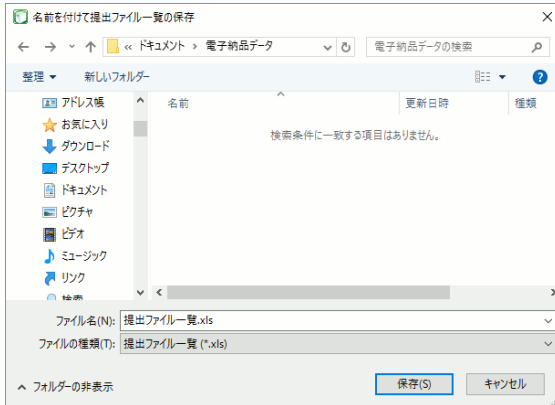 名前を付けて提出ファイル一覧の保存
« ドキュメント › 電子納品データ
電子納品データの検索
整理 新しいフォルダー
名前 更新日時 種類
検索条件に一致する項目はありません。
アドレス帳
お気に入り
ダウンロード
デスクトップ
ドキュメント
ピクチャ
ビデオ
ミュージック
リンク
検索
ファイル名(N): 提出ファイル一覧.xls
ファイルの種類(T): 提出ファイル一覧 (*.xls)
フォルダーの非表示
保存(S) キャンセル